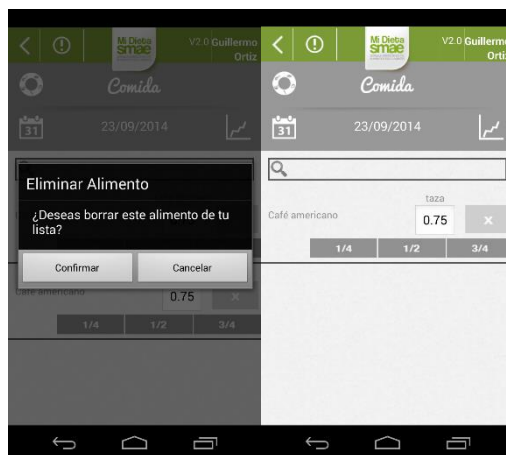 Mi Dieta
smae
V2.0 Guillermo
Ortiz
Comida
31
23/09/2014
Eliminar Alimento
¿Deseas borrar este alimento de tu
lista?
Confirmar
Cancelar
Café americano
0.75
x
1/4
1/2
3/4
Mi Dieta
smae
V2.0 Guillermo
Ortiz
Comida
31
23/09/2014
taza
Café americano
0.75
x
1/4
1/2
3/4